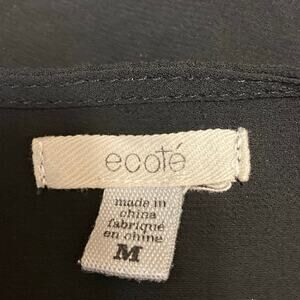 ecoté
made in
china
fabriqué
en chine
M